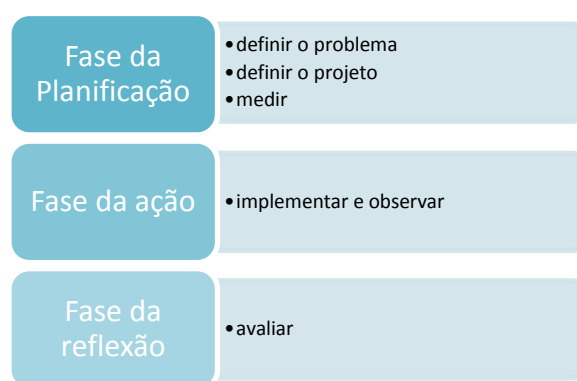 Fase da
Planificação
•definir o problema
•definir o projeto
•medir
Fase da ação
•implementar e observar
Fase da
reflexão
•avaliar